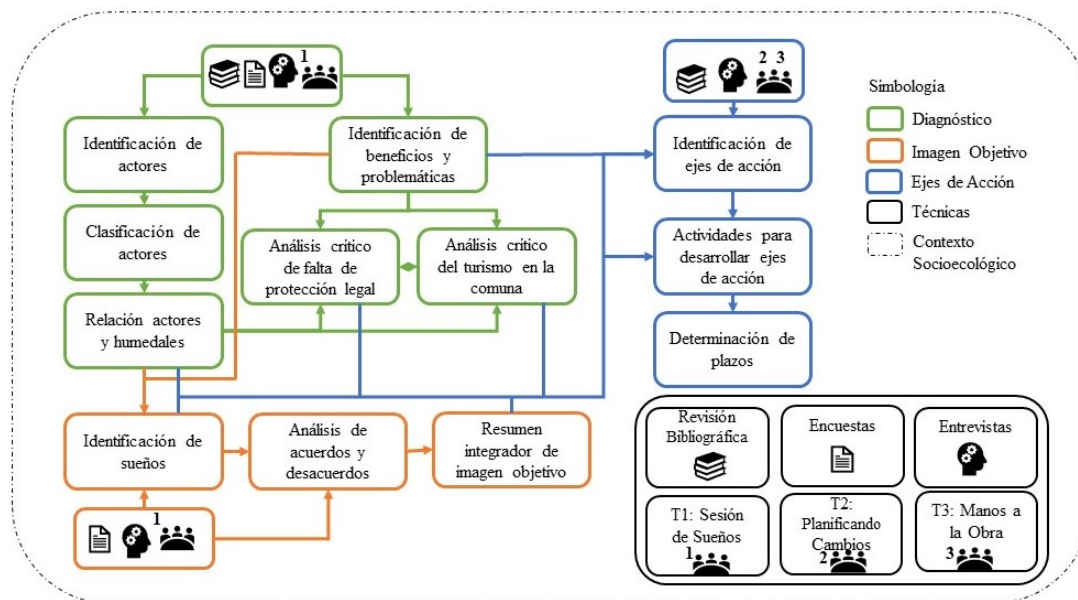 1
2 3
Simbología
Diagnóstico
Imagen Objetivo
Ejes de Acción
Técnicas
Contexto
Socioecológico
Identificación de
actores
Identificación de
beneficios y
problemáticas
Identificación de
ejes de acción
Clasificación de
actores
Análisis critico
de falta de
protección legal
Análisis critico
del turismo en la
comuna
Actividades para
desarrollar ejes
de acción
Relación actores
y humedales
Determinación de
plazos
Identificación de
sueños
Análisis de
acuerdos y
desacuerdos
Resumen
integrador de
imagen objetivo
1
Revisión
Bibliográfica
Encuestas
Entrevistas
T1: Sesión
de Sueños
1
T2:
Planificando
Cambios
2
T3: Manos a
la Obra
3